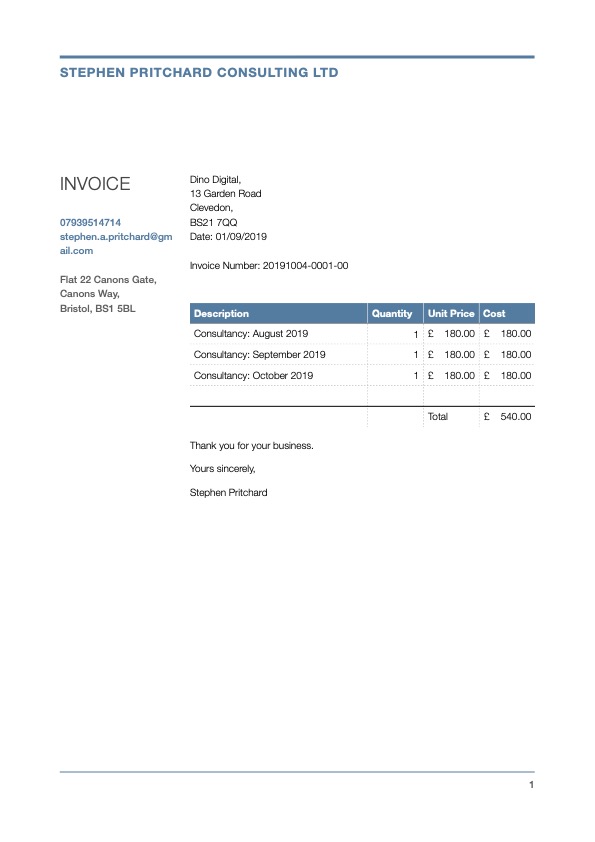 STEPHEN PRITCHARD CONSULTING LTD
INVOICE
07939514714
stephen.a.pritchard@gm
ail.com
Flat 22 Canons Gate,
Canons Way,
Bristol, BS1 5BL
Dino Digital,
13 Garden Road
Clevedon,
BS21 7QQ
Date: 01/09/2019
Invoice Number: 20191004-0001-00
Description Quantity Unit Price Cost
Consultancy: August 2019 1 £ 180.00 £ 180.00
Consultancy: September 2019 1 £ 180.00 £ 180.00
Consultancy: October 2019 1 £ 180.00 £ 180.00
Total £ 540.00
Thank you for your business.
Yours sincerely,
Stephen Pritchard
1